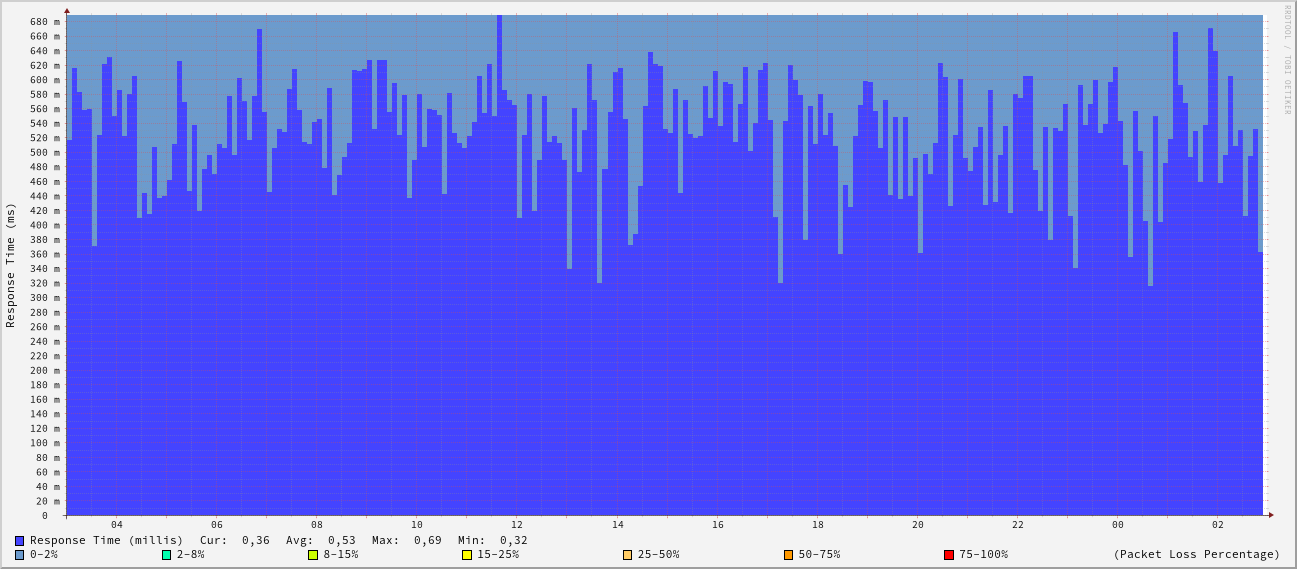 RRDTOOL / TOBI OETIKER
Response Time (ms)
680 m
660 m
640 m
620 m
600 m
580 m
560 m
540 m
520 m
500 m
480 m
460 m
440 m
420 m
400 m
380 m
360 m
340 m
320 m
300 m
280 m
260 m
240 m
220 m
200 m
180 m
160 m
140 m
120 m
100 m
80 m
60 m
40 m
20 m
0
04 06 08 10 12 14 16 18 20 22 00 02
Response Time (millis) Cur: 0,36 Avg: 0,53 Max: 0,69 Min: 0,32
0-2% 2-8% 8-15% 15-25% 25-50% 50-75% 75-100% (Packet Loss Percentage)